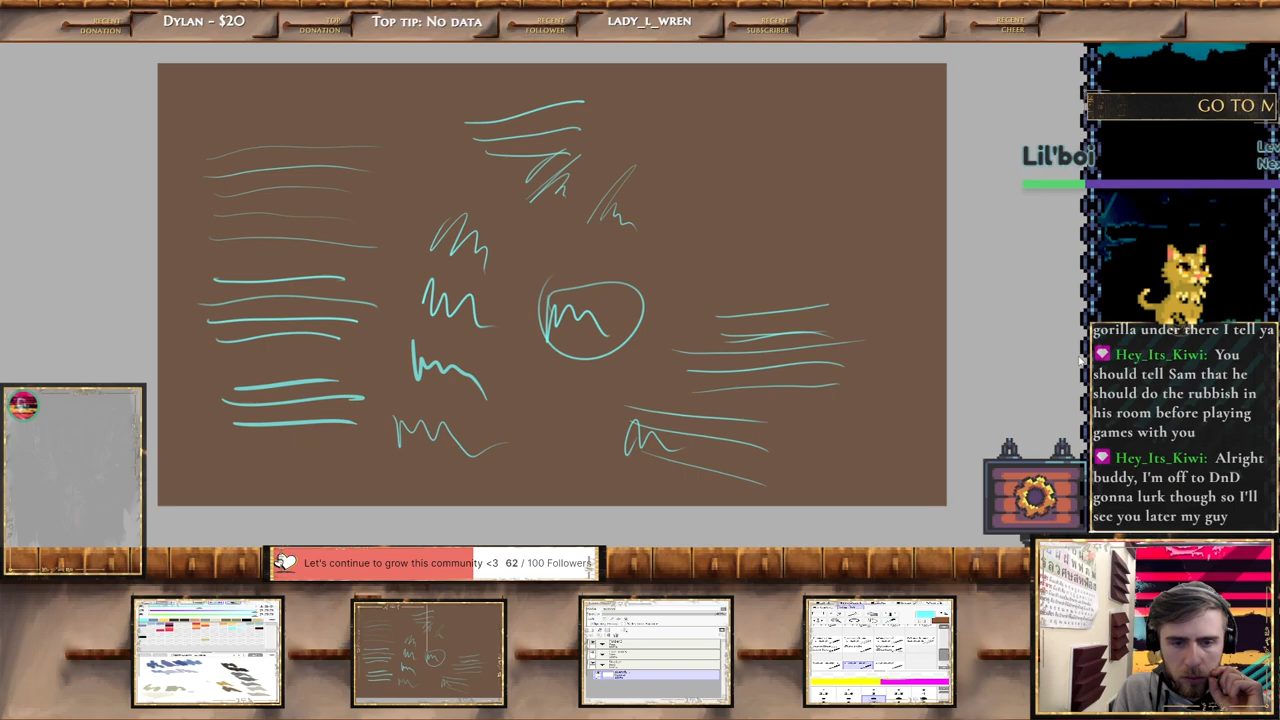 RECENT
DONATION
Dylan - $20
TOP
DONATION
Top tip: No data
RECENT
FOLLOWER
LADY_L_WREN
RECENT
SUBSCRIBER
RECENT
CHEER
GO TO M
Lil'boi
Lev
Nex
gorilla under there I tell ya
Hey_Its_Kiwi: You
should tell Sam that he
should do the rubbish in
his room before playing
games with you
Hey_Its_Kiwi: Alright
buddy, I'm off to DnD
gonna lurk though so I'll
see you later my guy
Let's continue to grow this community <3 62 / 100 Followers